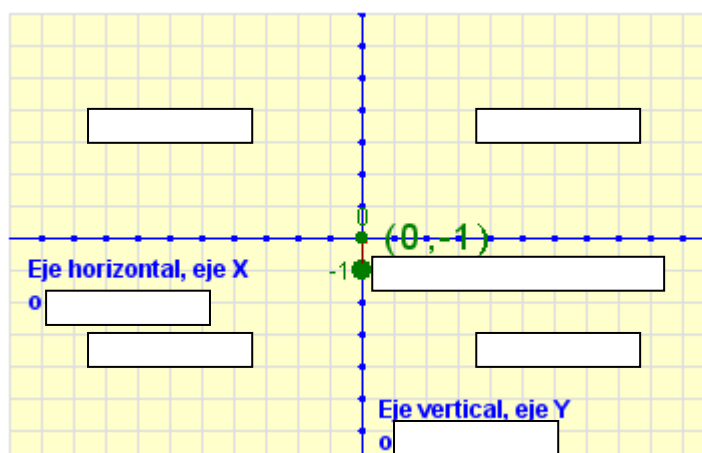 0
(0,-1)
Eje horizontal, eje X
-1
o
Eje vertical, eje Y
o